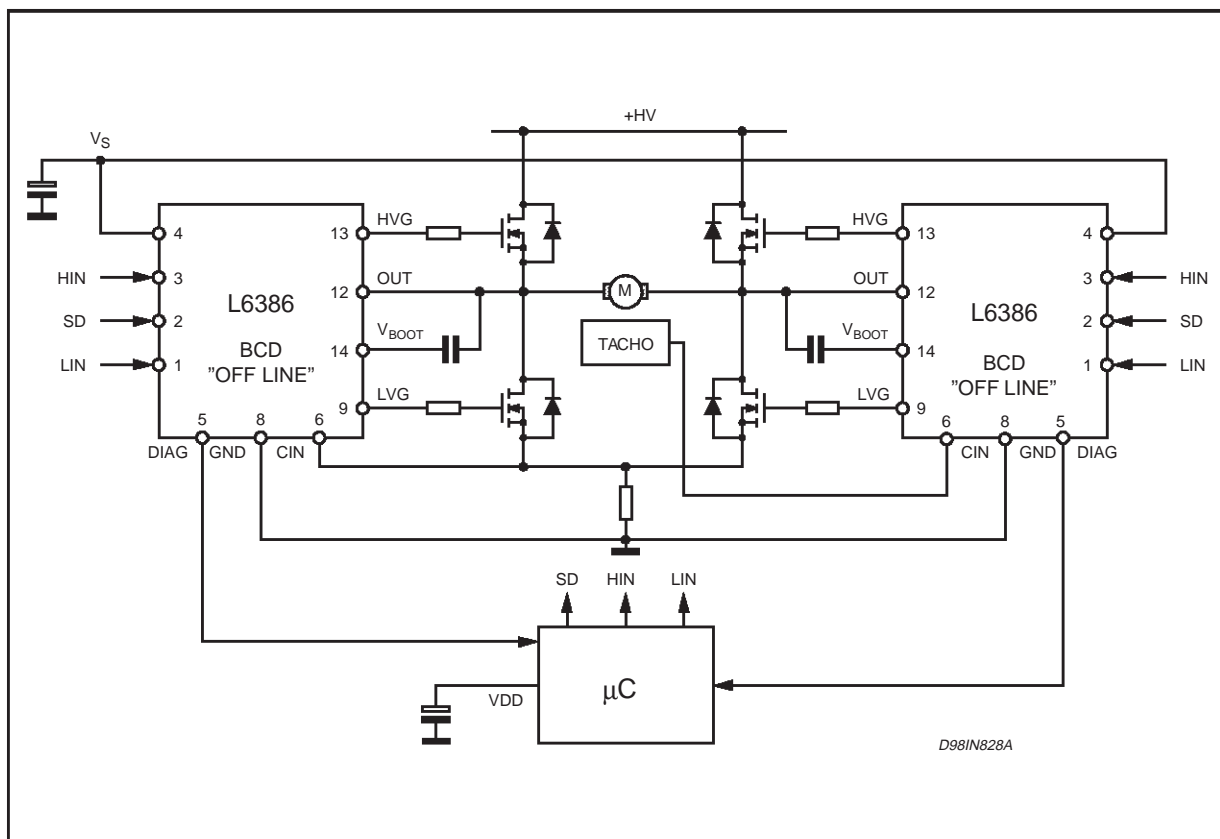 +HV
VS
HVG
HVG
4
13
13
4
HIN
3
12
OUT
M
OUT
12
3
HIN
L6386
L6386
SD
2
2
SD
VBOOT
VBOOT
TACHO
14
14
LIN
1
BCD
BCD
1
LIN
"OFF LINE"
"OFF LINE"
LVG
LVG
9
9
5
8
6
6
8
5
DIAG
GND
CIN
CIN
GND
DIAG
SD
HIN
LIN
µC
VDD
D98IN828A